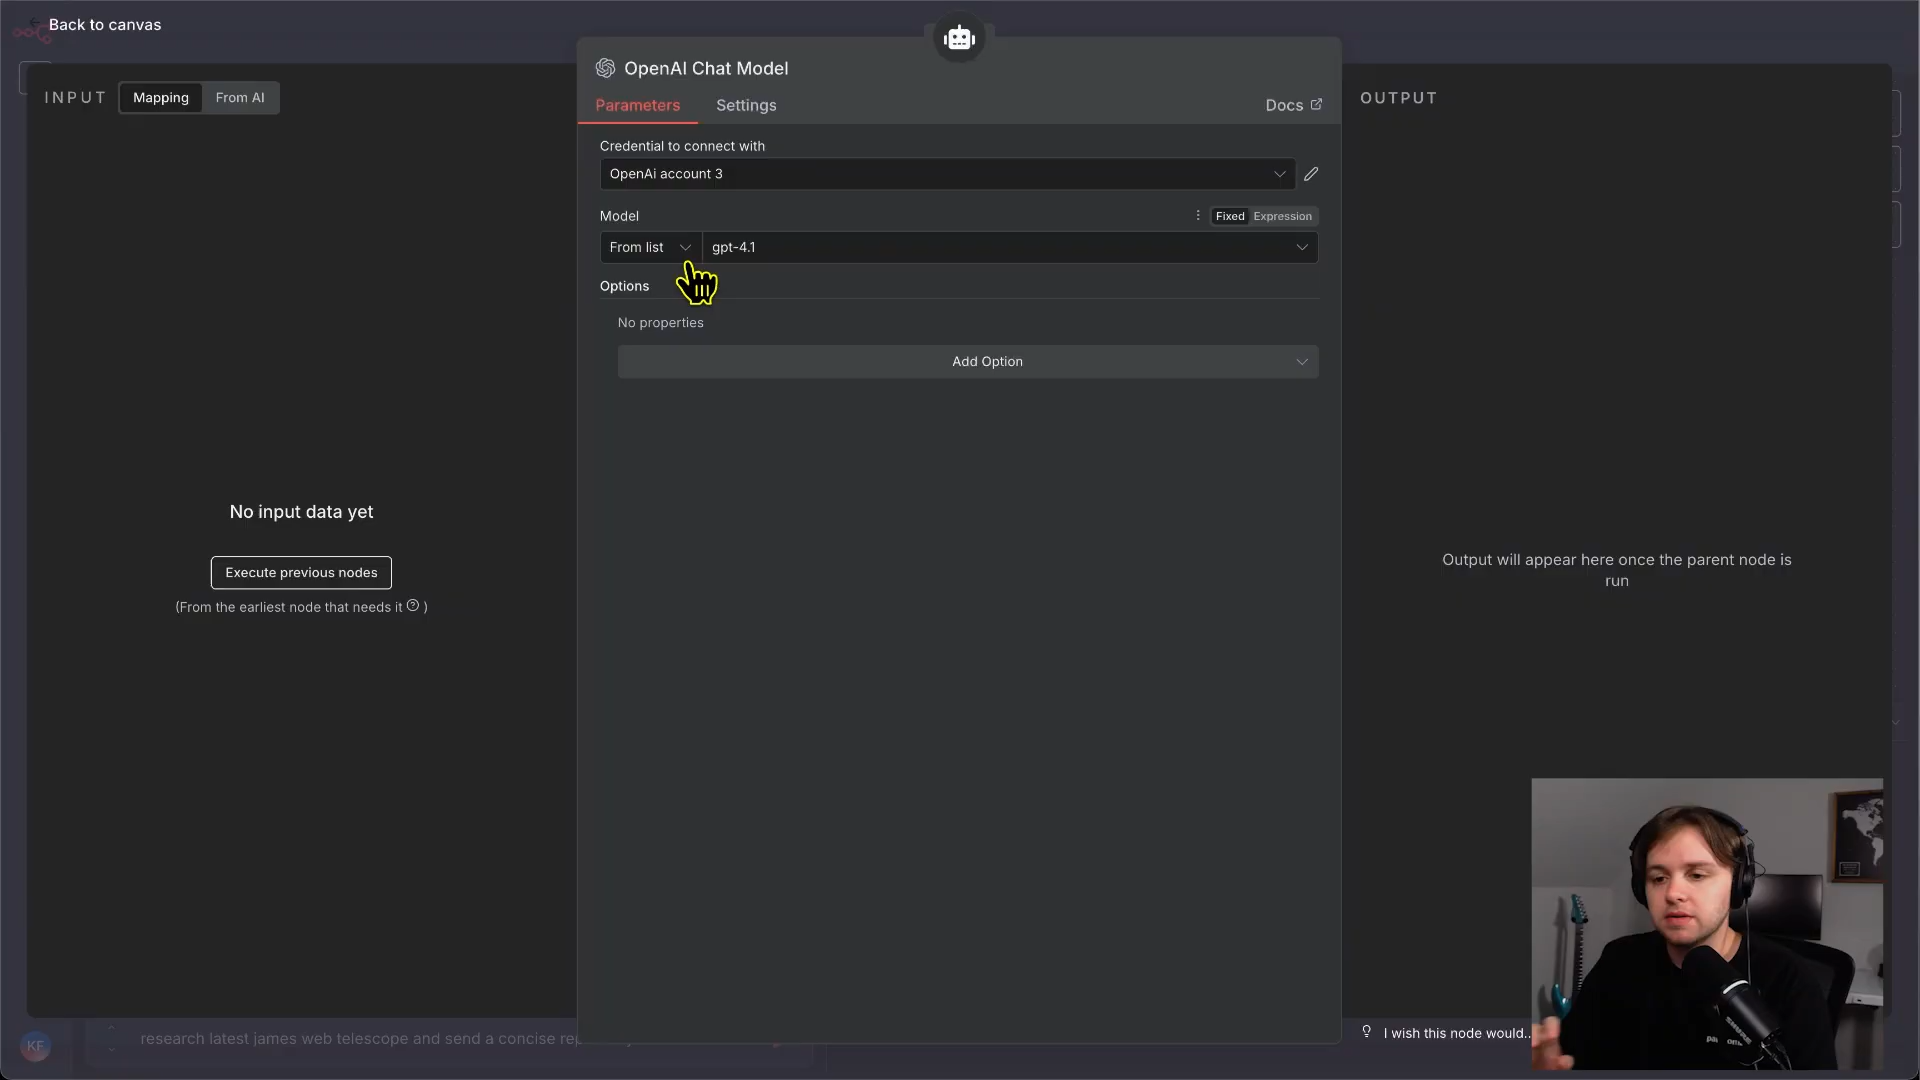 Back to canvas
INPUT
Mapping
From AI
OpenAI Chat Model
Parameters
Settings
Docs
OUTPUT
Credential to connect with
OpenAi account 3
Model
Fixed
Expression
From list
gpt-4.1
Options
No properties
Add Option
No input data yet
Execute previous nodes
(From the earliest node that needs it )
Output will appear here once the parent node is
run
KF
research latest james web telescope and send a concise
I wish this node would..